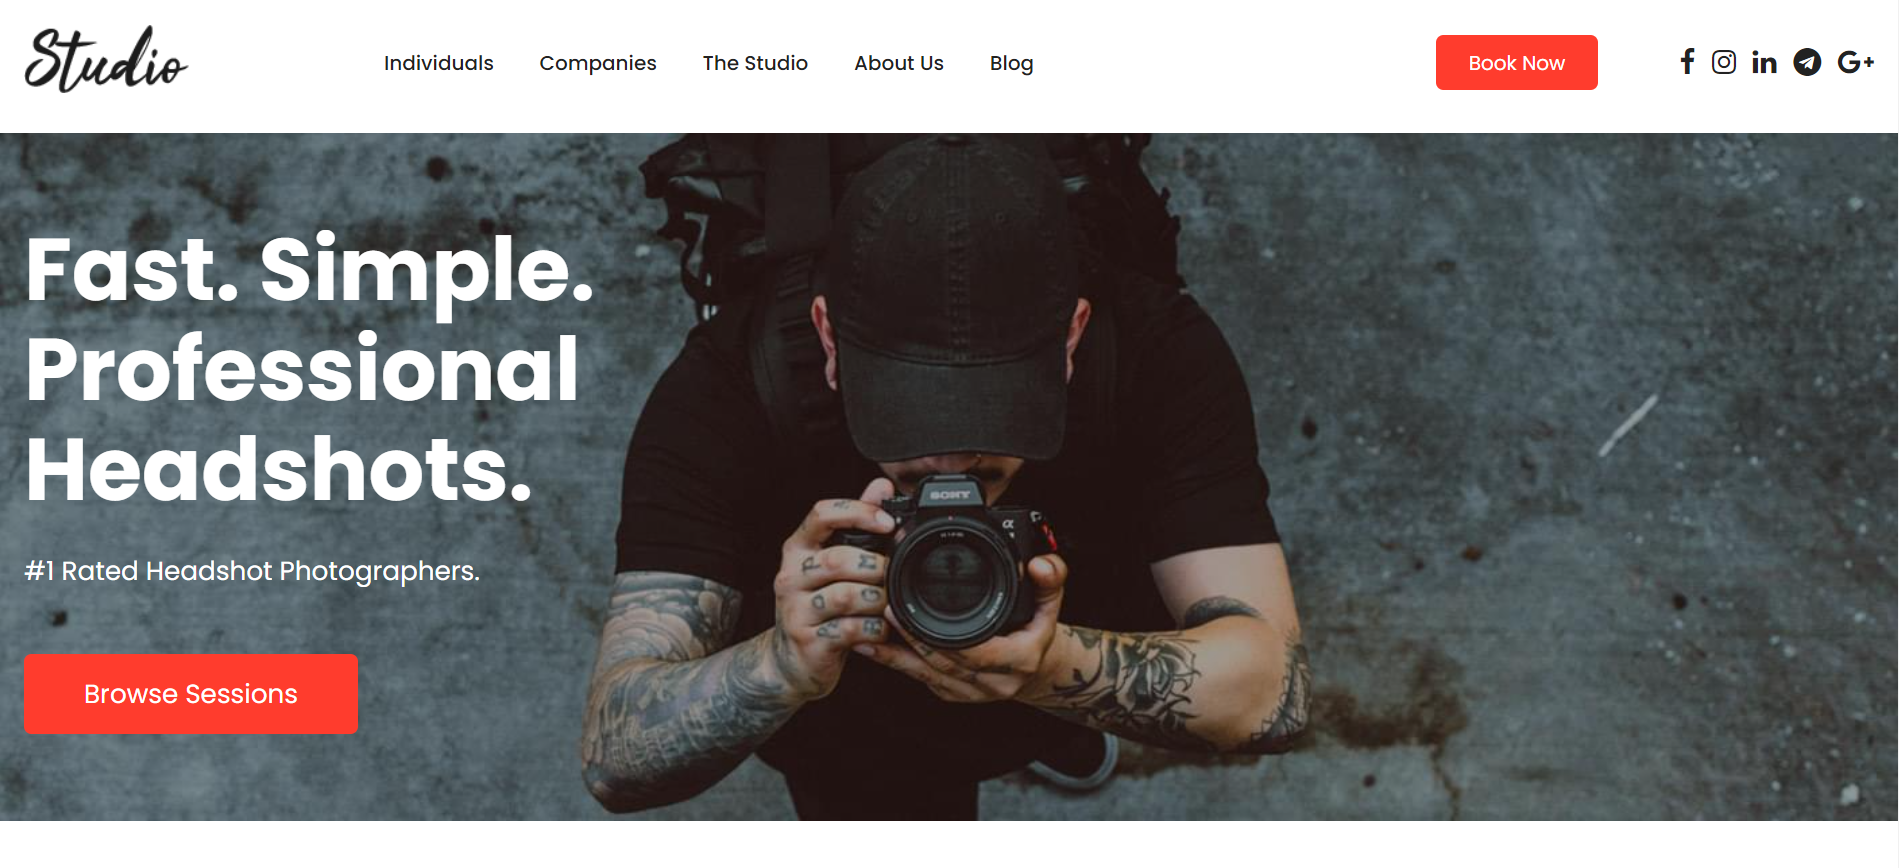 Studio
Individuals Companies The Studio About Us Blog
Book Now
Fast. Simple.
Professional
Headshots.
#1 Rated Headshot Photographers.
Browse Sessions
SONY
α